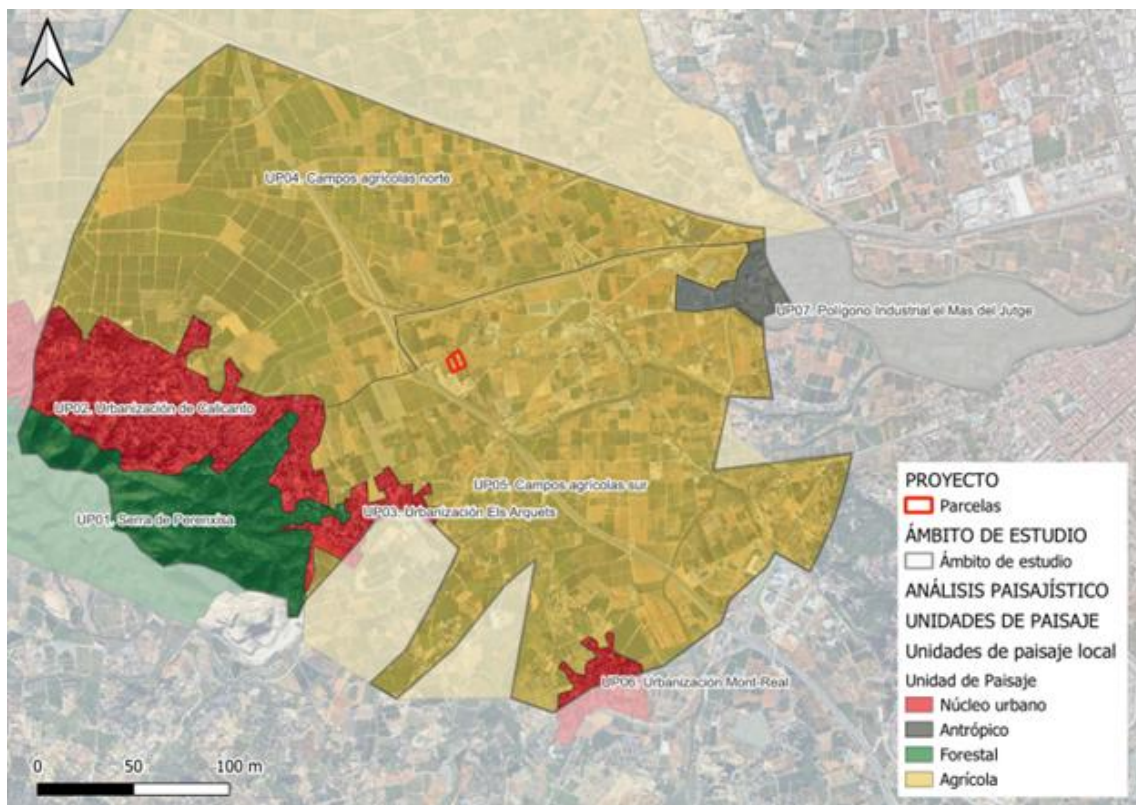 UP04. Campos agrícolas norte
UP07. Polígono Industrial el Mas del Jutge
UP02. Urbanización de Calicanto
UP05. Campos agrícolas sur
UP03. Urbanización Els Arquets
UP01. Serra de Perenxisa
UP06. Urbanización Mont-Real
PROYECTO
Parcelas
ÁMBITO DE ESTUDIO
Ámbito de estudio
ANÁLISIS PAISAJÍSTICO
UNIDADES DE PAISAJE
Unidades de paisaje local
Unidad de Paisaje
Núcleo urbano
Antrópico
Forestal
Agrícola
0 50 100 m